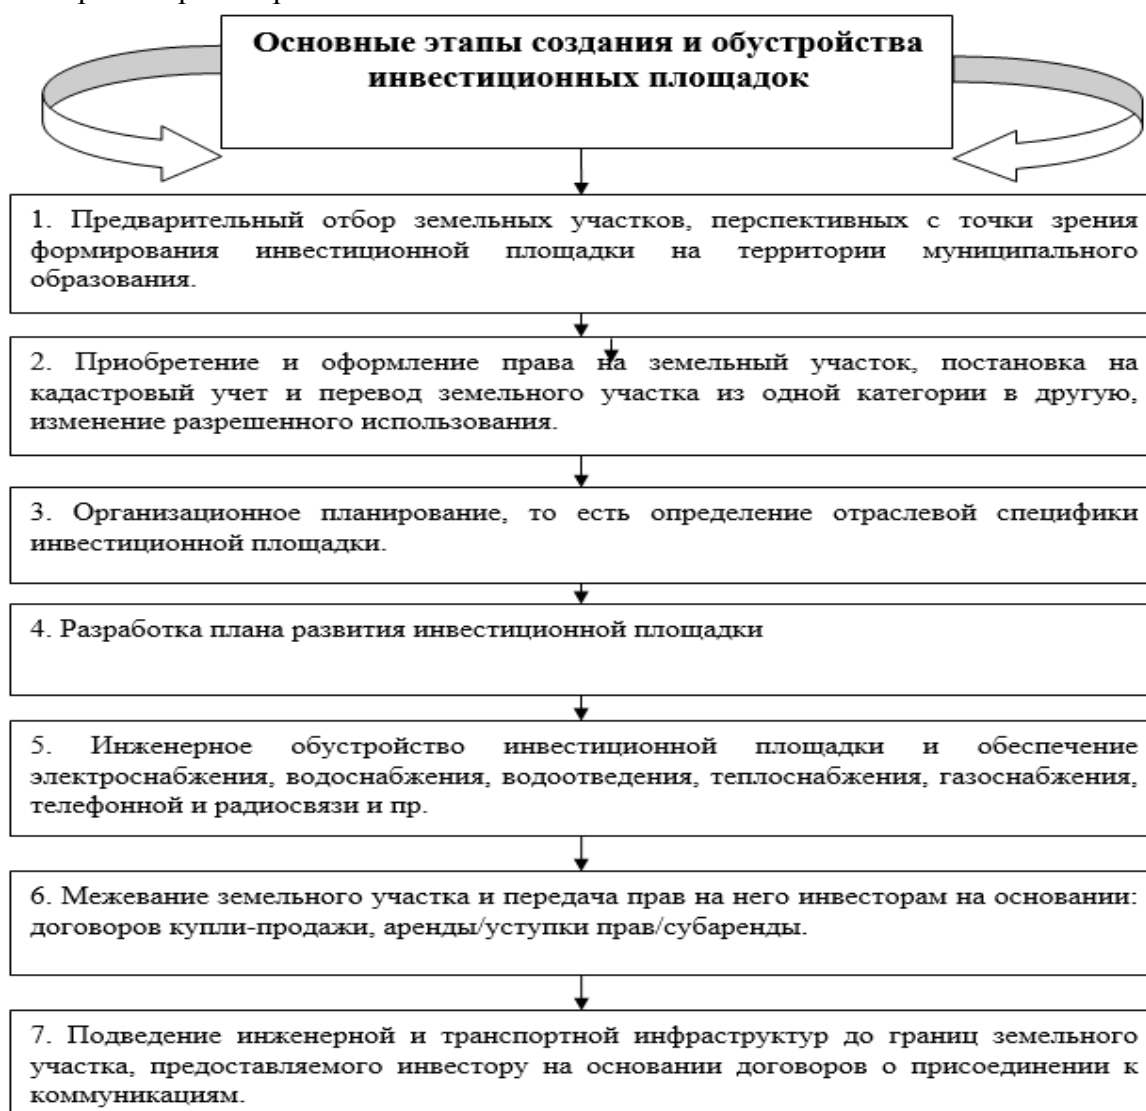 Основные этапы создания и обустройства
инвестиционных площадок
1. Предварительный отбор земельных участков, перспективных с точки зрения
формирования инвестиционной площадки на территории муниципального
образования.
2. Приобретение и оформление права на земельный участок, постановка на
кадастровый учет и перевод земельного участка из одной категории в другую,
изменение разрешенного использования.
3. Организационное планирование, то есть определение отраслевой специфики
инвестиционной площадки.
4. Разработка плана развития инвестиционной площадки
5. Инженерное обустройство инвестиционной площадки и обеспечение
электроснабжения, водоснабжения, водоотведения, теплоснабжения, газоснабжения,
телефонной и радиосвязи и пр.
6. Межевание земельного участка и передача прав на него инвесторам на основании:
договоров купли-продажи, аренды/уступки прав/субаренды.
7. Подведение инженерной и транспортной инфраструктур до границ земельного
участка, предоставляемого инвестору на основании договоров о присоединении к
коммуникациям.